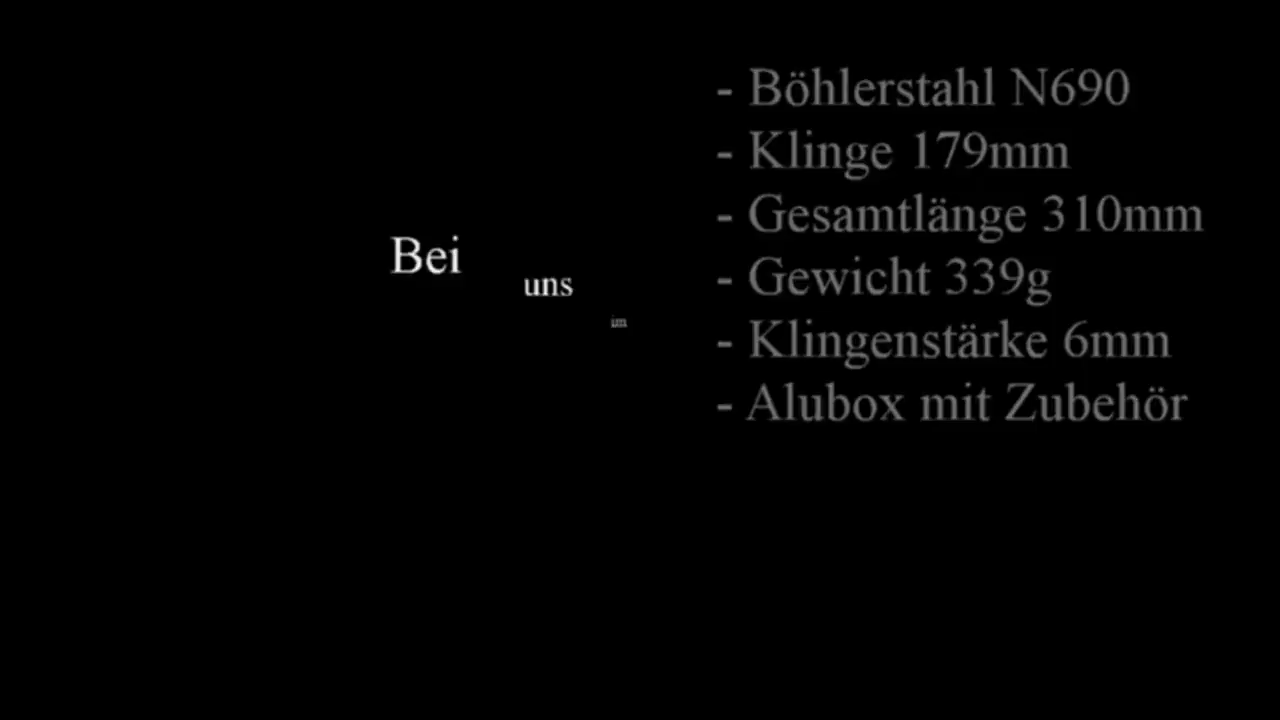 Bei uns im
- Böhlerstahl N690
- Klinge 179mm
- Gesamtlänge 310mm
- Gewicht 339g
- Klingenstärke 6mm
- Alubox mit Zubehör